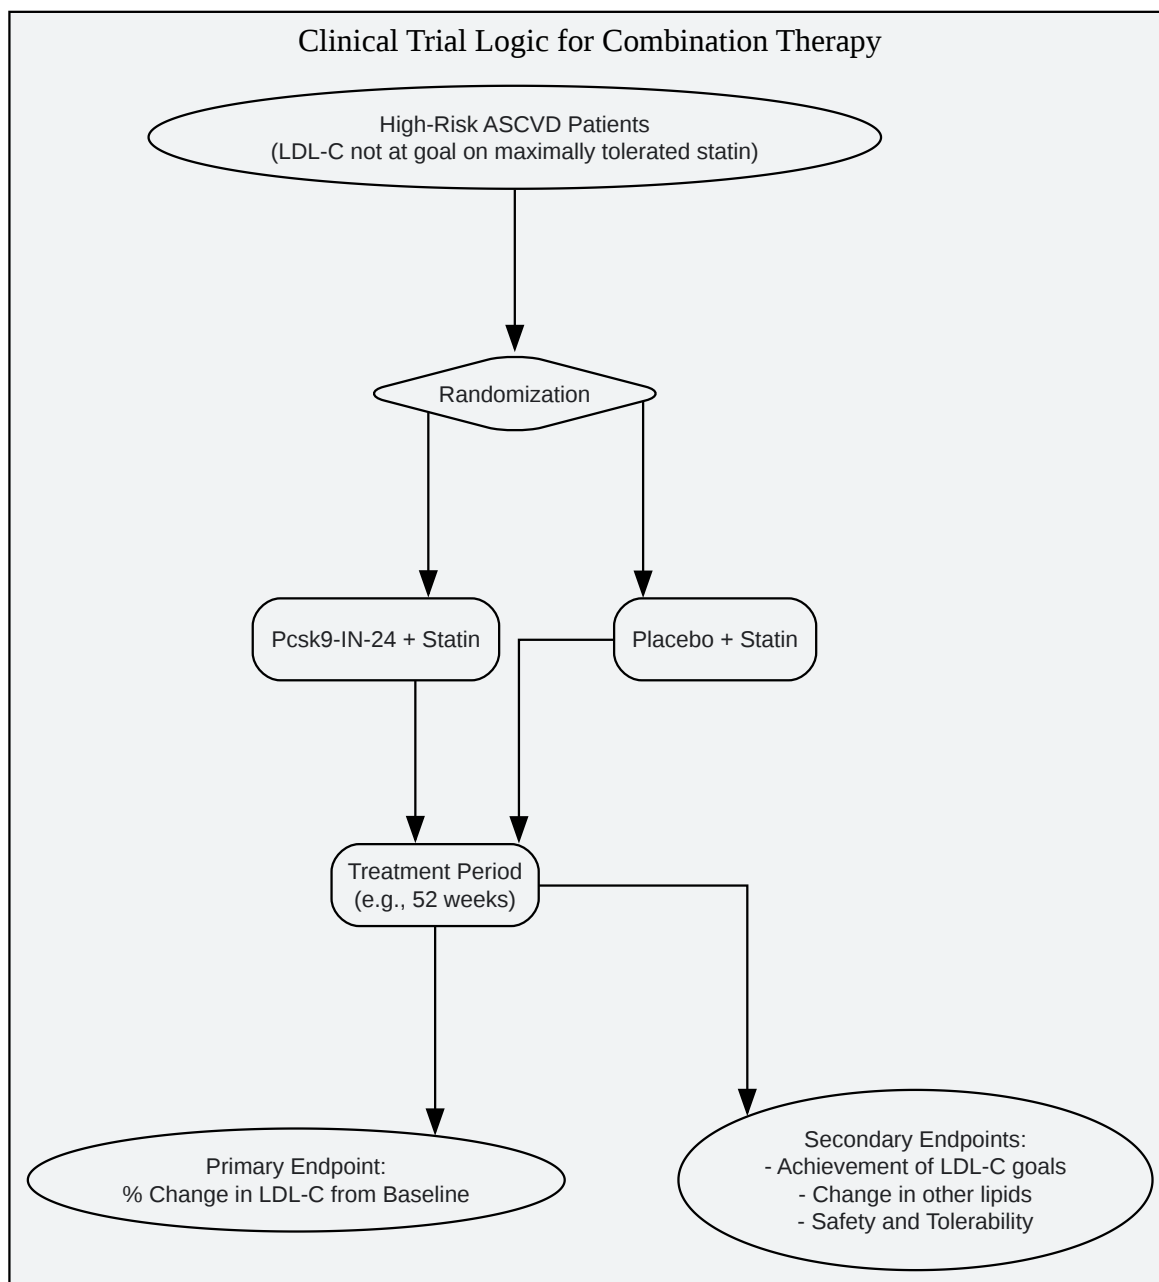 Clinical Trial Logic for Combination Therapy
High-Risk ASCVD Patients
(LDL-C not at goal on maximally tolerated statin)
Randomization
Pcsk9-IN-24 + Statin
Placebo + Statin
Treatment Period
(e.g., 52 weeks)
Primary Endpoint:
% Change in LDL-C from Baseline
Secondary Endpoints:
- Achievement of LDL-C goals
- Change in other lipids
- Safety and Tolerability